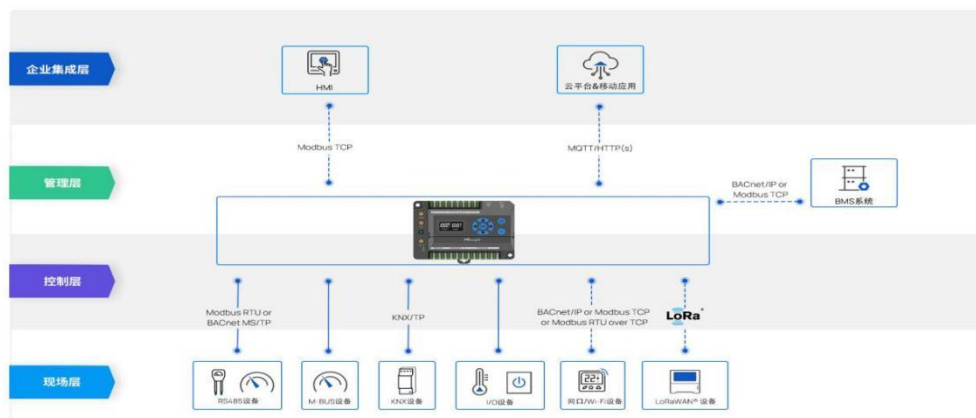 企业集成层
HMI
云平台&移动应用
Modbus TCP
MQTT/HTTP(s)
管理层
BACnet/IP or
Modbus TCP
BMS系统
控制层
Modbus RTU or
BACnet MS/TP
KNX/TP
BACnet/IP or Modbus TCP
or Modbus RTU over TCP
LoRa
现场层
RS485设备
M-BUS设备
KNX设备
I/O设备
网口/Wi-Fi设备
LoRaWAN® 设备